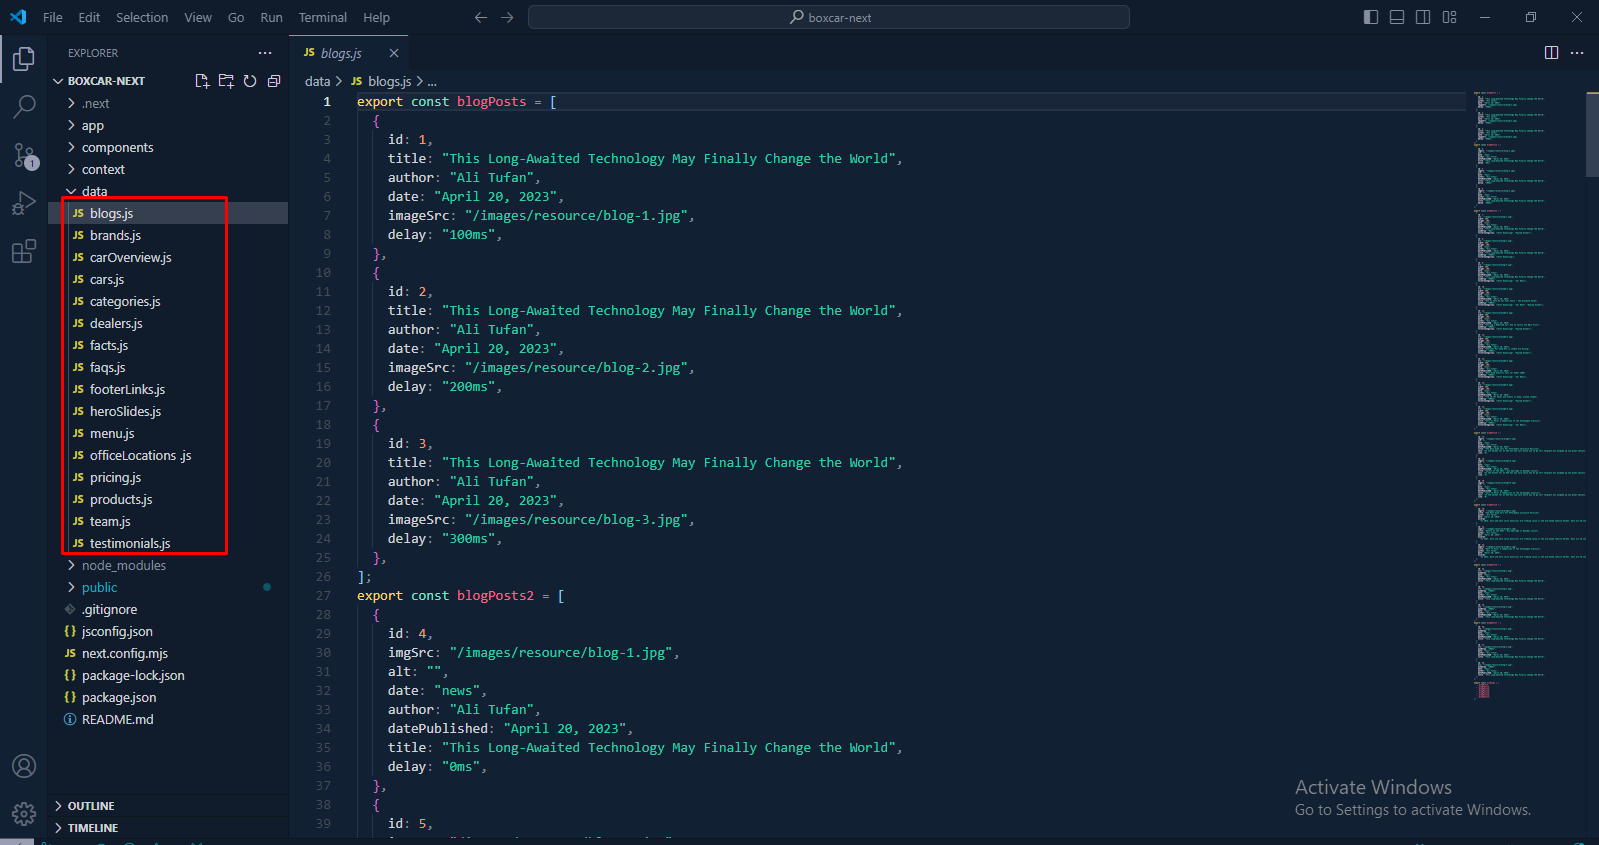 File Edit Selection View Go Run Terminal Help
boxcar-next
EXPLORER
BOXCAR-NEXT
.next
app
components
context
data
JS blogs.js
JS brands.js
JS carOverview.js
JS cars.js
JS categories.js
JS dealers.js
JS facts.js
JS faqs.js
JS footerLinks.js
JS heroSlides.js
JS menu.js
JS officeLocations .js
JS pricing.js
JS products.js
JS team.js
JS testimonials.js
node_modules
public
.gitignore
{} jsconfig.json
JS next.config.mjs
{} package-lock.json
{} package.json
README.md
OUTLINE
TIMELINE
1
JS blogs.js
data > JS blogs.js > ...
1 export const blogPosts = [
2 {
3 id: 1,
4 title: "This Long-Awaited Technology May Finally Change the World",
5 author: "Ali Tufan",
6 date: "April 20, 2023",
7 imageSrc: "/images/resource/blog-1.jpg",
8 delay: "100ms",
9 },
10 {
11 id: 2,
12 title: "This Long-Awaited Technology May Finally Change the World",
13 author: "Ali Tufan",
14 date: "April 20, 2023",
15 imageSrc: "/images/resource/blog-2.jpg",
16 delay: "200ms",
17 },
18 {
19 id: 3,
20 title: "This Long-Awaited Technology May Finally Change the World",
21 author: "Ali Tufan",
22 date: "April 20, 2023",
23 imageSrc: "/images/resource/blog-3.jpg",
24 delay: "300ms",
25 },
26 ];
27 export const blogPosts2 = [
28 {
29 id: 4,
30 imgSrc: "/images/resource/blog-1.jpg",
31 alt: "",
32 date: "news",
33 author: "Ali Tufan",
34 datePublished: "April 20, 2023",
35 title: "This Long-Awaited Technology May Finally Change the World",
36 delay: "0ms",
37 },
38 {
39 id: 5,
Activate Windows
Go to Settings to activate Windows.